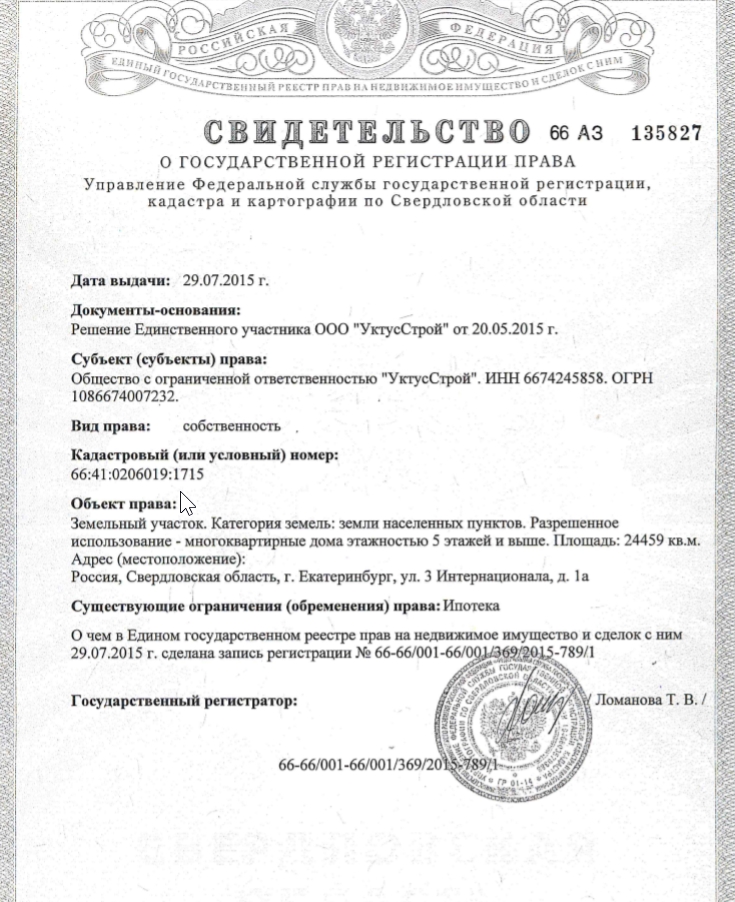 РОССИЙСКАЯ ФЕДЕРАЦИЯ
ЕДИНЫЙ ГОСУДАРСТВЕННЫЙ РЕЕСТР ПРАВ НА НЕДВИЖИМОЕ ИМУЩЕСТВО И СДЕЛОК С НИМ
СВИДЕТЕЛЬСТВО 66 АЗ 135827
О ГОСУДАРСТВЕННОЙ РЕГИСТРАЦИИ ПРАВА
Управление Федеральной службы государственной регистрации,
кадастра и картографии по Свердловской области
Дата выдачи: 29.07.2015 г.
Документы-основания:
Решение Единственного участника ООО "УктусСтрой" от 20.05.2015 г.
Субъект (субъекты) права:
Общество с ограниченной ответственностью "УктусСтрой". ИНН 6674245858. ОГРН
1086674007232.
Вид права: собственность
Кадастровый (или условный) номер:
66:41:0206019:1715
Объект права:
Земельный участок. Категория земель: земли населенных пунктов. Разрешенное
использование - многоквартирные дома этажностью 5 этажей и выше. Площадь: 24459 кв.м.
Адрес (местоположение):
Россия, Свердловская область, г. Екатеринбург, ул. 3 Интернационала, д. 1а
Существующие ограничения (обременения) права: Ипотека
О чем в Едином государственном реестре прав на недвижимое имущество и сделок с ним
29.07.2015 г. сделана запись регистрации № 66-66/001-66/001/369/2015-789/1
Государственный регистратор: / Ломанова Т. В. /
66-66/001-66/001/369/2015-789/1